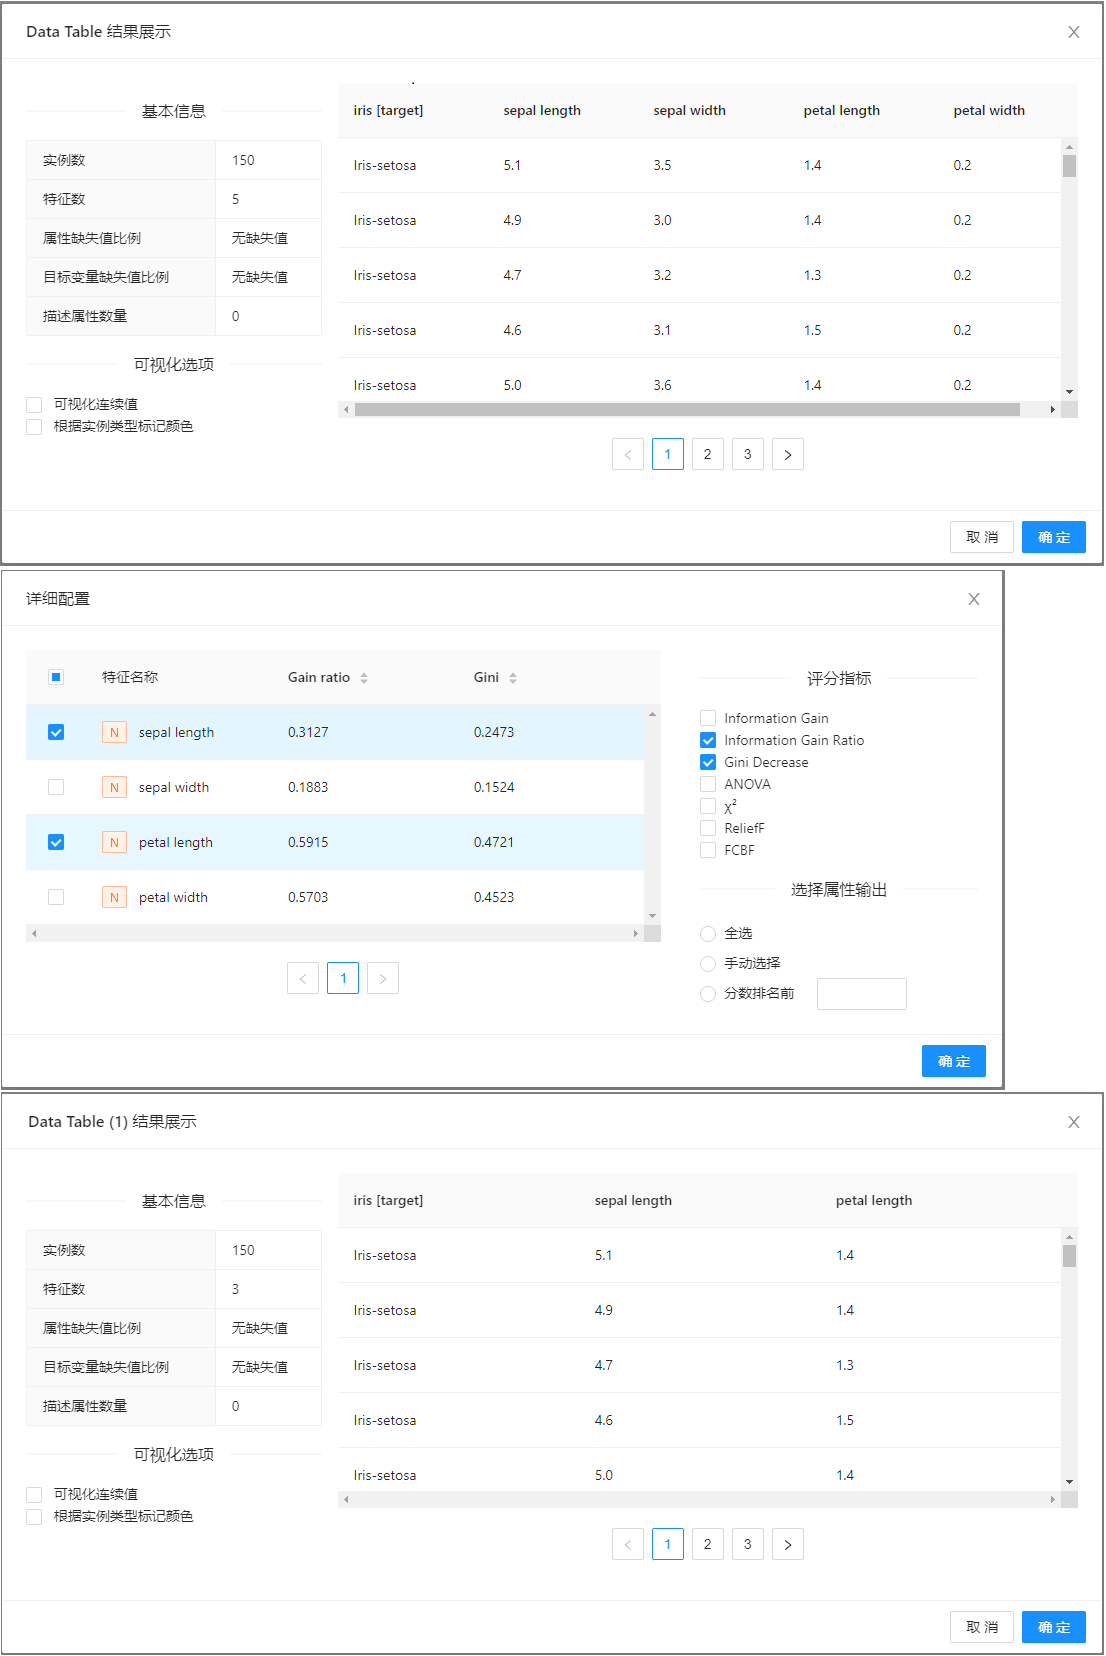 Data Table 结果展示
基本信息
实例数 150
特征数 5
属性缺失值比例 无缺失值
目标变量缺失值比例 无缺失值
描述属性数量 0
可视化选项
可视化连续值
根据实例类型标记颜色
iris [target] sepal length sepal width petal length petal width
Iris-setosa 5.1 3.5 1.4 0.2
Iris-setosa 4.9 3.0 1.4 0.2
Iris-setosa 4.7 3.2 1.3 0.2
Iris-setosa 4.6 3.1 1.5 0.2
Iris-setosa 5.0 3.6 1.4 0.2
< 1 2 3 >
取消 确定
详细配置
特征名称 Gain ratio Gini
N sepal length 0.3127 0.2473
N sepal width 0.1883 0.1524
N petal length 0.5915 0.4721
N petal width 0.5703 0.4523
< 1 >
评分指标
Information Gain
Information Gain Ratio
Gini Decrease
ANOVA
χ²
ReliefF
FCBF
选择属性输出
全选
手动选择
分数排名前
确定
Data Table (1) 结果展示
基本信息
实例数 150
特征数 3
属性缺失值比例 无缺失值
目标变量缺失值比例 无缺失值
描述属性数量 0
可视化选项
可视化连续值
根据实例类型标记颜色
iris [target] sepal length petal length
Iris-setosa 5.1 1.4
Iris-setosa 4.9 1.4
Iris-setosa 4.7 1.3
Iris-setosa 4.6 1.5
Iris-setosa 5.0 1.4
< 1 2 3 >
取消 确定